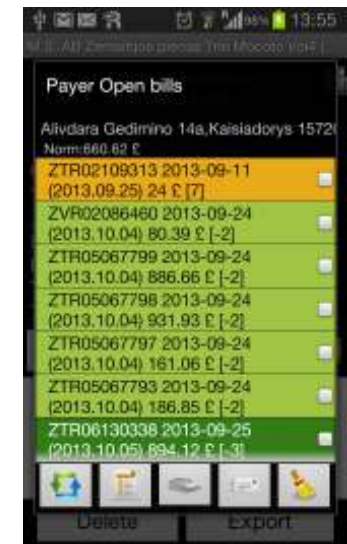 98% 13:55
Payer Open bills
Alivdara Gedimino 14a,Kaisiadorys 1572
Norm:660.62 £
ZTR02109313 2013-09-11
(2013.09.25) 24 £ [7]
ZVR02086460 2013-09-24
(2013.10.04) 80.39 £ [-2]
ZTR05067799 2013-09-24
(2013.10.04) 886.66 £ [-2]
ZTR05067798 2013-09-24
(2013.10.04) 931.93 £ [-2]
ZTR05067797 2013-09-24
(2013.10.04) 161.06 £ [-2]
ZTR05067793 2013-09-24
(2013.10.04) 186.85 £ [-2]
ZTR06130338 2013-09-25
(2013.10.05) 894.12 £ [-3]
Delete Export